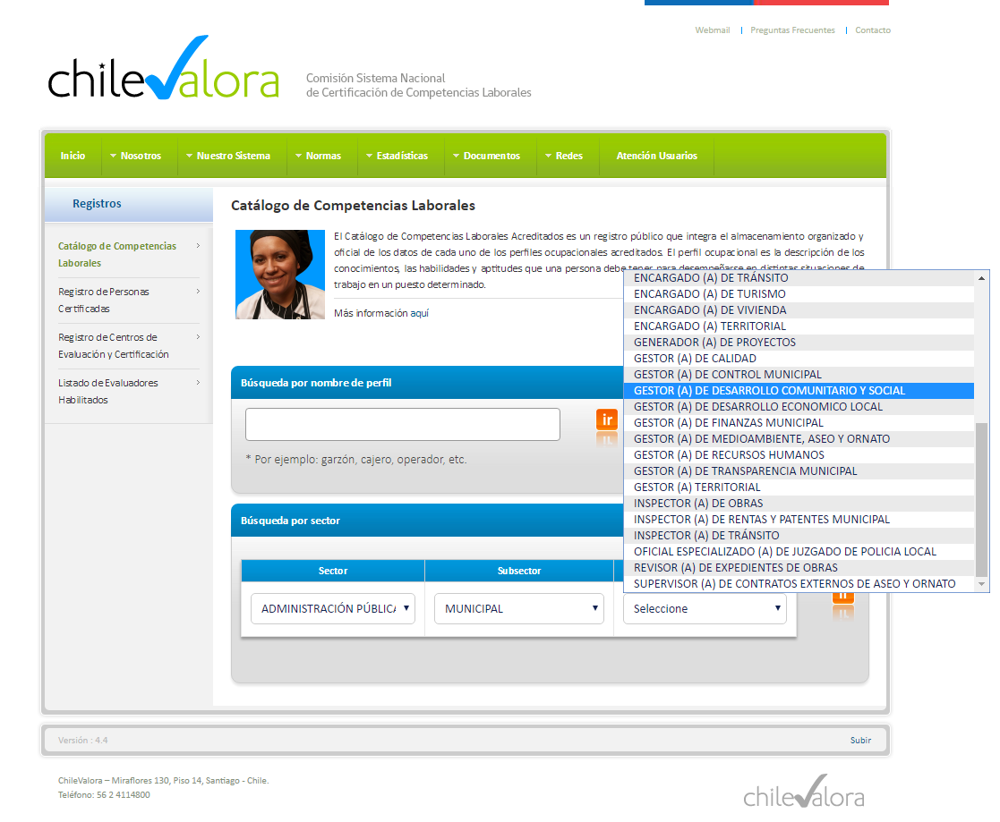 Webmail | Preguntas Frecuentes | Contacto
chilevalora
Comisión Sistema Nacional
de Certificación de Competencias Laborales
Inicio Nosotros Nuestro Sistema Normas Estadísticas Documentos Redes Atención Usuarios
Registros
Catálogo de Competencias
Laborales
Registro de Personas
Certificadas
Registro de Centros de
Evaluación y Certificación
Listado de Evaluadores
Habilitados
Catálogo de Competencias Laborales
El Catálogo de Competencias Laborales Acreditados es un registro público que integra el almacenamiento organizado y
oficial de los datos de cada uno de los perfiles ocupacionales acreditados. El perfil ocupacional es la descripción de los
conocimientos, las habilidades y aptitudes que una persona debe tener para desempeñarse en distintas situaciones de
trabajo en un puesto determinado.
Más información aquí
Búsqueda por nombre de perfil
ir
* Por ejemplo: garzón, cajero, operador, etc.
Búsqueda por sector
Sector Subsector
ADMINISTRACIÓN PÚBLICA MUNICIPAL Seleccione
ir
ENCARGADO (A) DE TRÁNSITO
ENCARGADO (A) DE TURISMO
ENCARGADO (A) DE VIVIENDA
ENCARGADO (A) TERRITORIAL
GENERADOR (A) DE PROYECTOS
GESTOR (A) DE CALIDAD
GESTOR (A) DE CONTROL MUNICIPAL
GESTOR (A) DE DESARROLLO COMUNITARIO Y SOCIAL
GESTOR (A) DE DESARROLLO ECONOMICO LOCAL
GESTOR (A) DE FINANZAS MUNICIPAL
GESTOR (A) DE MEDIOAMBIENTE, ASEO Y ORNATO
GESTOR (A) DE RECURSOS HUMANOS
GESTOR (A) DE TRANSPARENCIA MUNICIPAL
GESTOR (A) TERRITORIAL
INSPECTOR (A) DE OBRAS
INSPECTOR (A) DE RENTAS Y PATENTES MUNICIPAL
INSPECTOR (A) DE TRÁNSITO
OFICIAL ESPECIALIZADO (A) DE JUZGADO DE POLICIA LOCAL
REVISOR (A) DE EXPEDIENTES DE OBRAS
SUPERVISOR (A) DE CONTRATOS EXTERNOS DE ASEO Y ORNATO
Versión : 4.4 Subir
ChileValora – Miraflores 130, Piso 14, Santiago - Chile.
Teléfono: 56 2 4114800
chilevalora